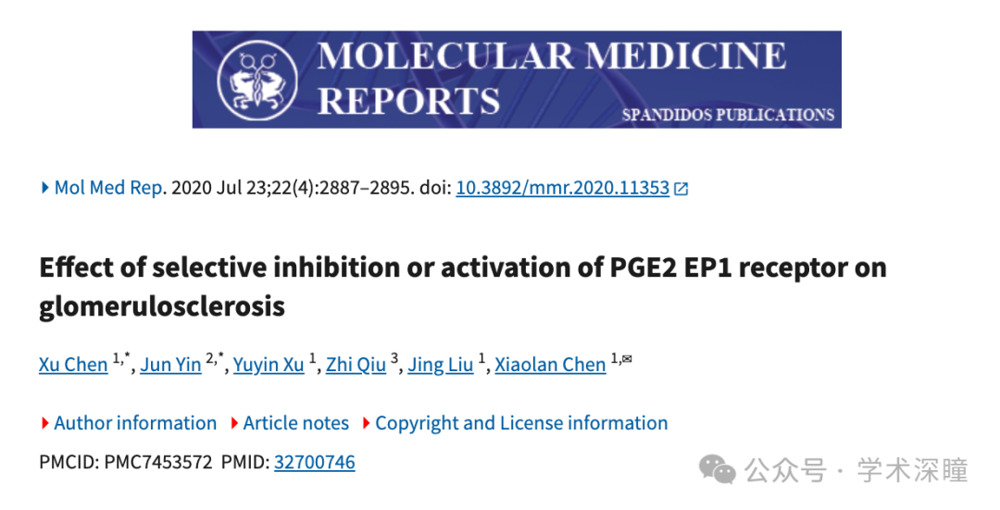 MOLECULAR MEDICINE
REPORTS
SPANDIDOS PUBLICATIONS
Mol Med Rep. 2020 Jul 23;22(4):2887–2895. doi: 10.3892/mmr.2020.11353
Effect of selective inhibition or activation of PGE2 EP1 receptor on
glomerulosclerosis
Xu Chen 1,*, Jun Yin 2,*, Yuyin Xu 1, Zhi Qiu 3, Jing Liu 1, Xiaolan Chen 1,✉
Author information Article notes Copyright and License information
PMCID: PMC7453572 PMID: 32700746
公众号 · 学术深瞳